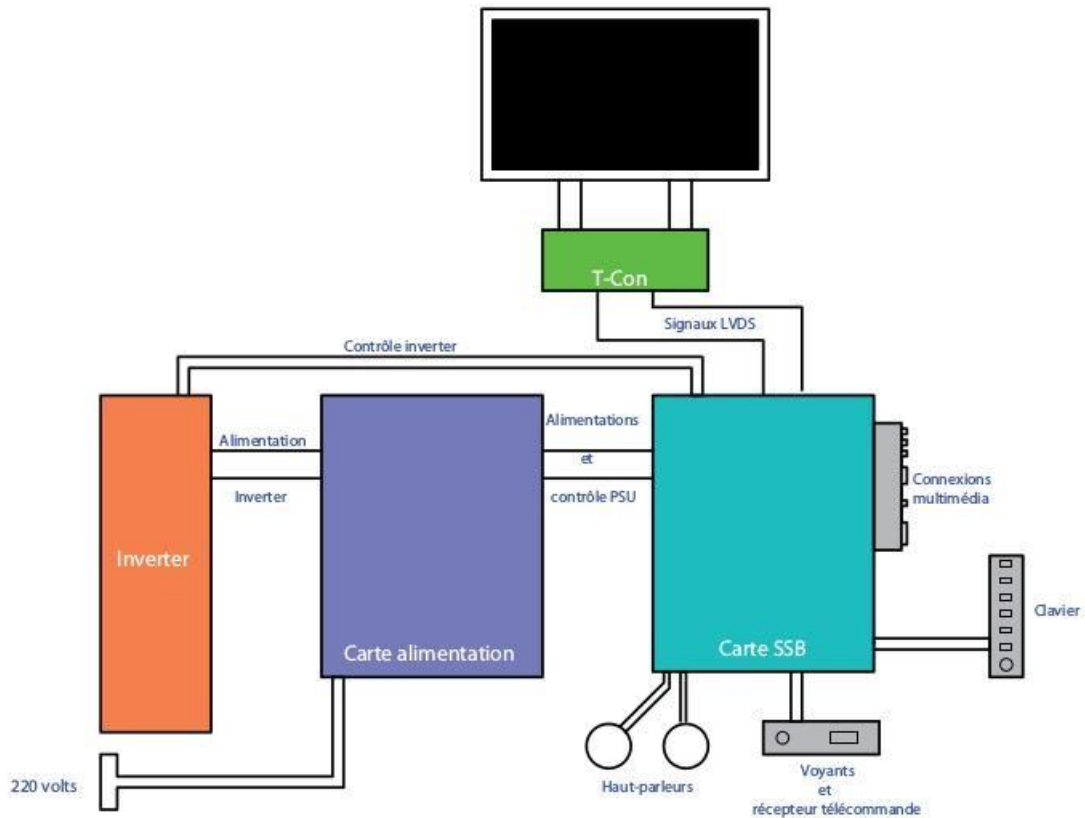 T-Con
Signaux LVDS
Contrôle inverter
Alimentation
Inverter
Alimentations
et
contrôle PSU
Connexions
multimédia
Inverter
Carte alimentation
Carte SSB
Clavier
220 volts
Haut-parleurs
Voyants
et
récepteur télécommande